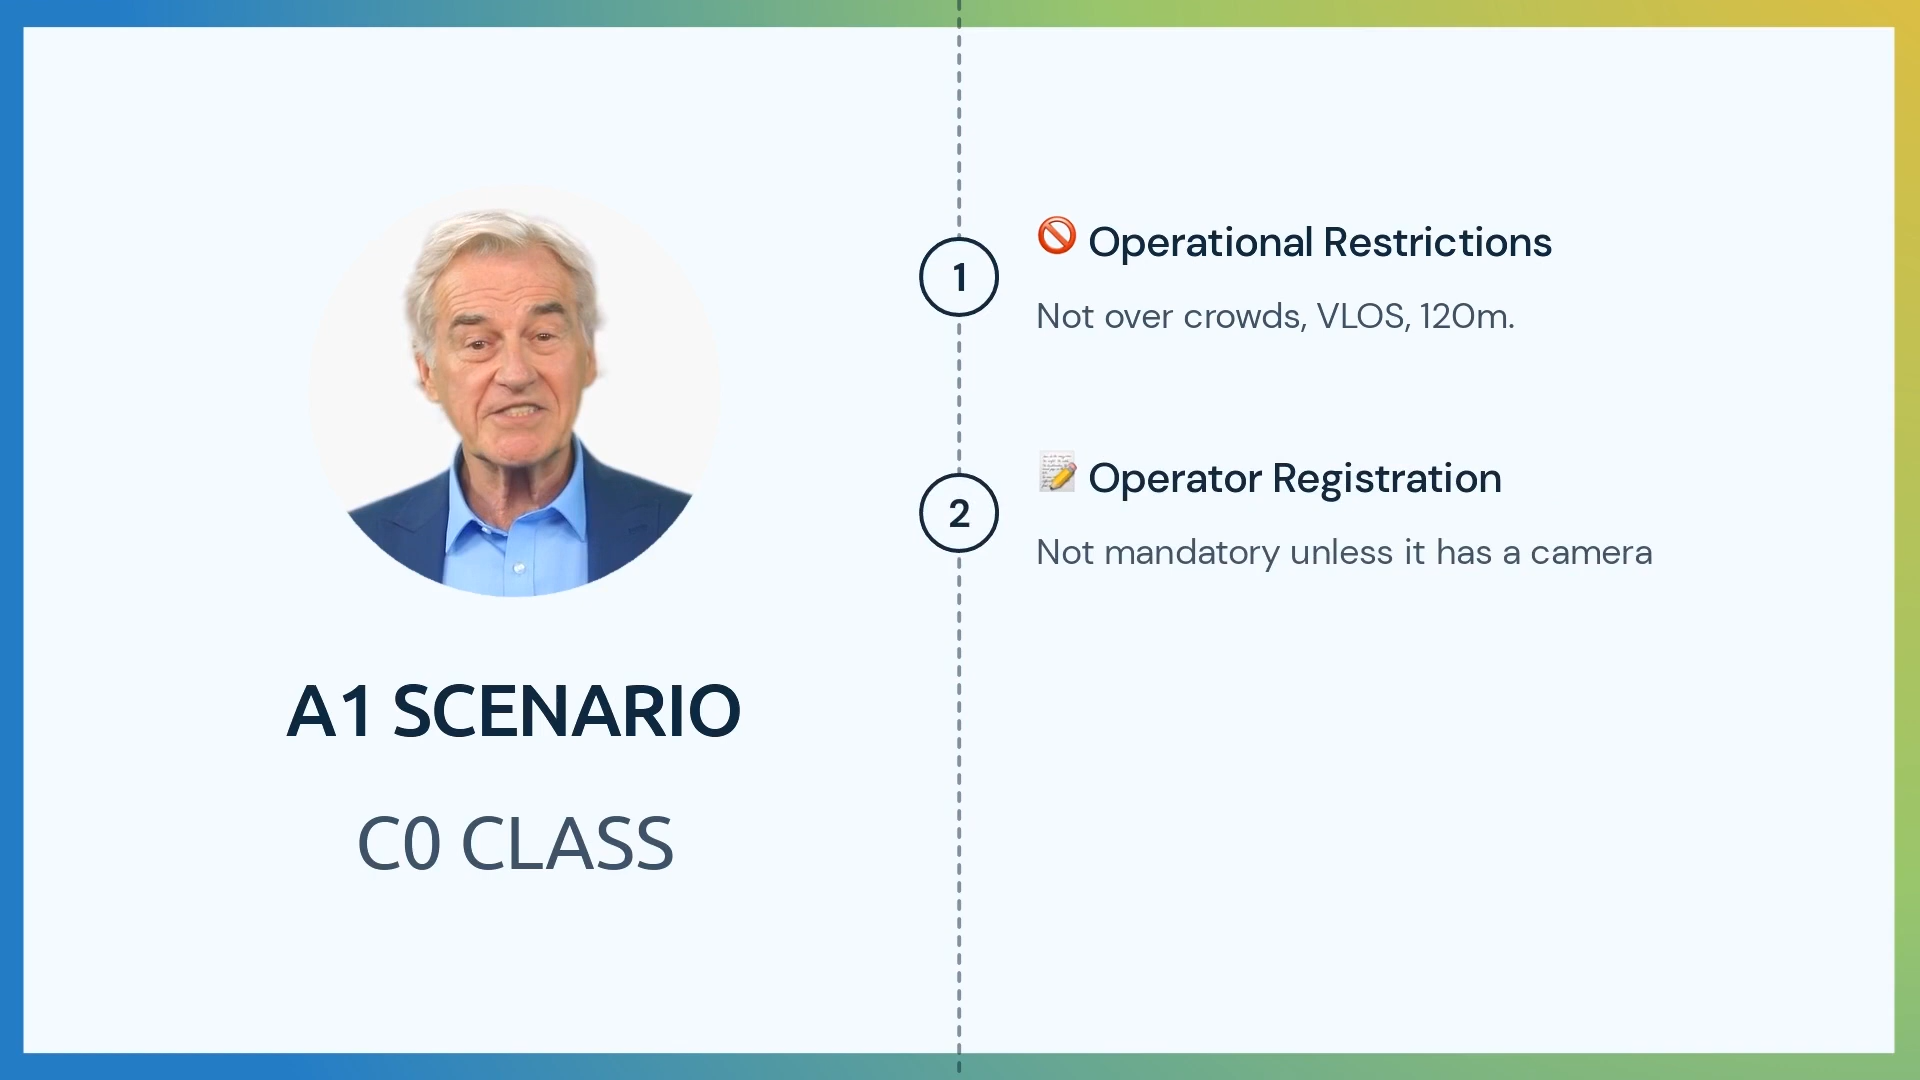 A1 SCENARIO
C0 CLASS
1
🚫 Operational Restrictions
Not over crowds, VLOS, 120m.
2
📝 Operator Registration
Not mandatory unless it has a camera